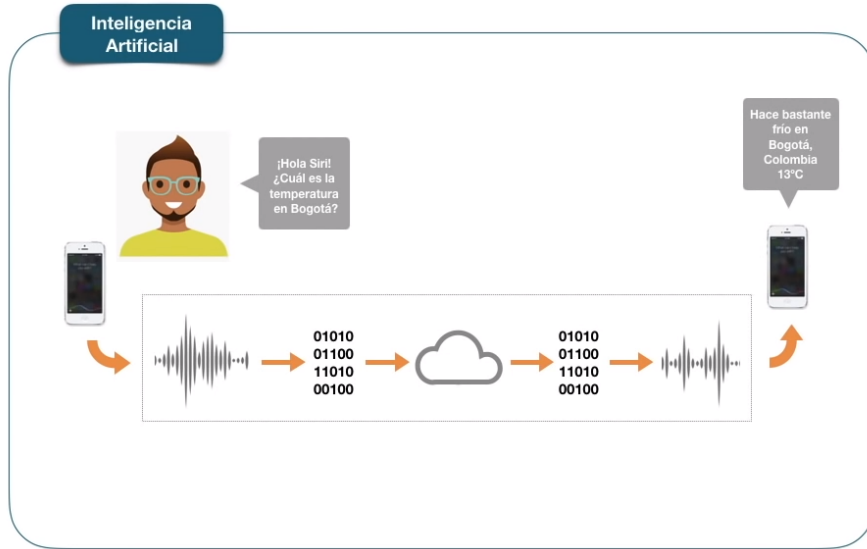 Inteligencia
Artificial
¡Hola Siri!
¿Cuál es la
temperatura
en Bogotá?
Hace bastante
frío en
Bogotá,
Colombia
13°C
01010
01100
11010
00100
01010
01100
11010
00100